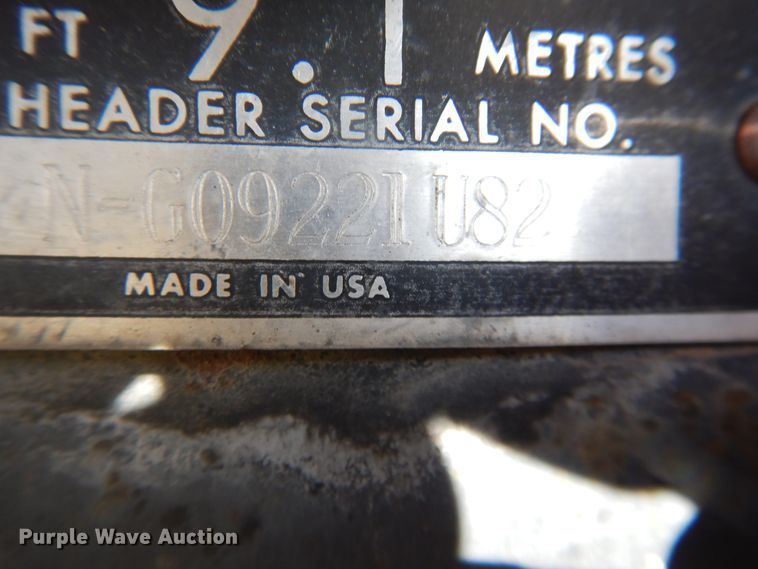 FT 9.1 METRES
HEADER SERIAL NO.
N-G09221U82
MADE IN USA
Purple Wave Auction